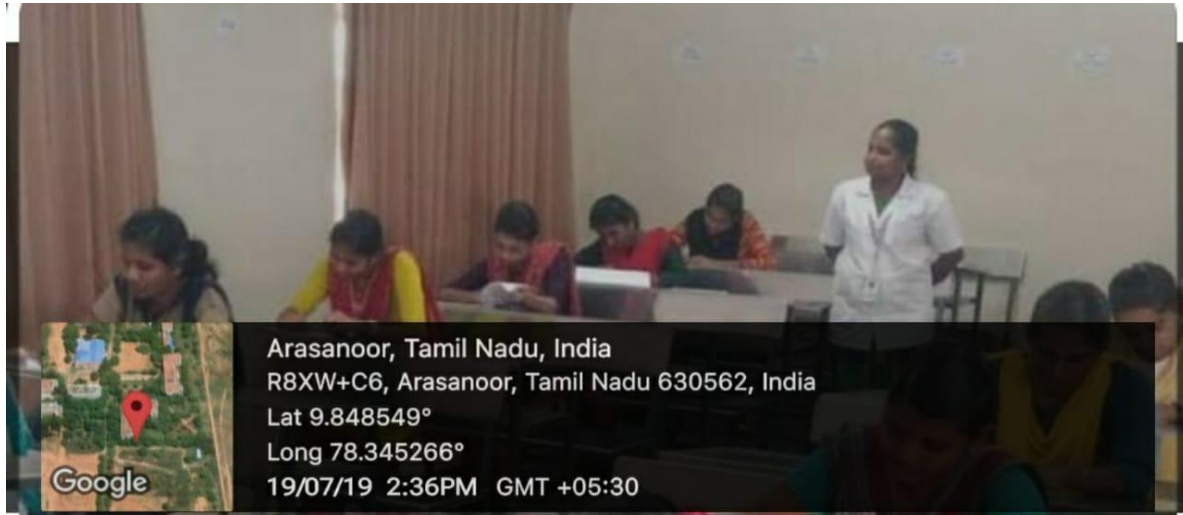 Arasanoor, Tamil Nadu, India
R8XW+C6, Arasanoor, Tamil Nadu 630562, India
Lat 9.848549°
Long 78.345266°
Google
19/07/19 2:36PM GMT +05:30